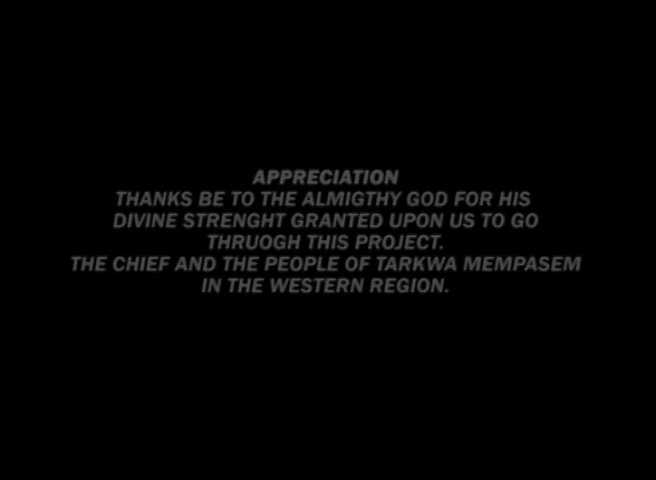 APPRECIATION
THANKS BE TO THE ALMIGTHY GOD FOR HIS
DIVINE STRENGHT GRANTED UPON US TO GO
THRUOGH THIS PROJECT.
THE CHIEF AND THE PEOPLE OF TARKWA MEMPASEM
IN THE WESTERN REGION.